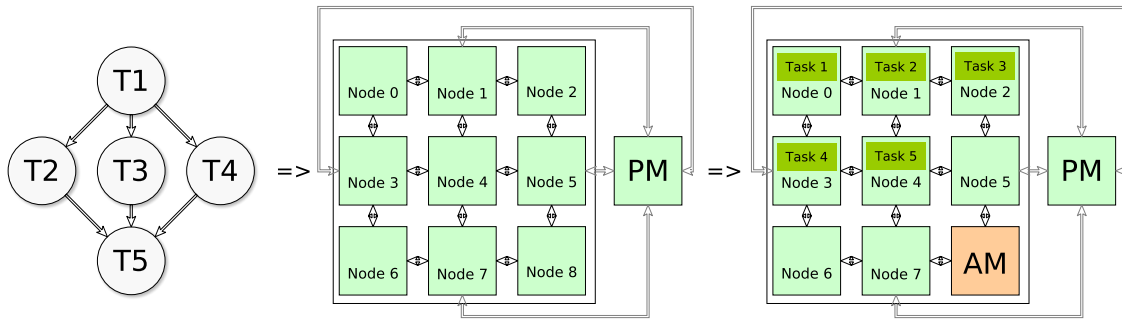 T1
T2
T3
T4
T5
=>
Node 0
Node 1
Node 2
Node 3
Node 4
Node 5
PM
Node 6
Node 7
Node 8
=>
Task 1
Task 2
Task 3
Node 0
Node 1
Node 2
Task 4
Task 5
Node 3
Node 4
Node 5
PM
Node 6
Node 7
AM